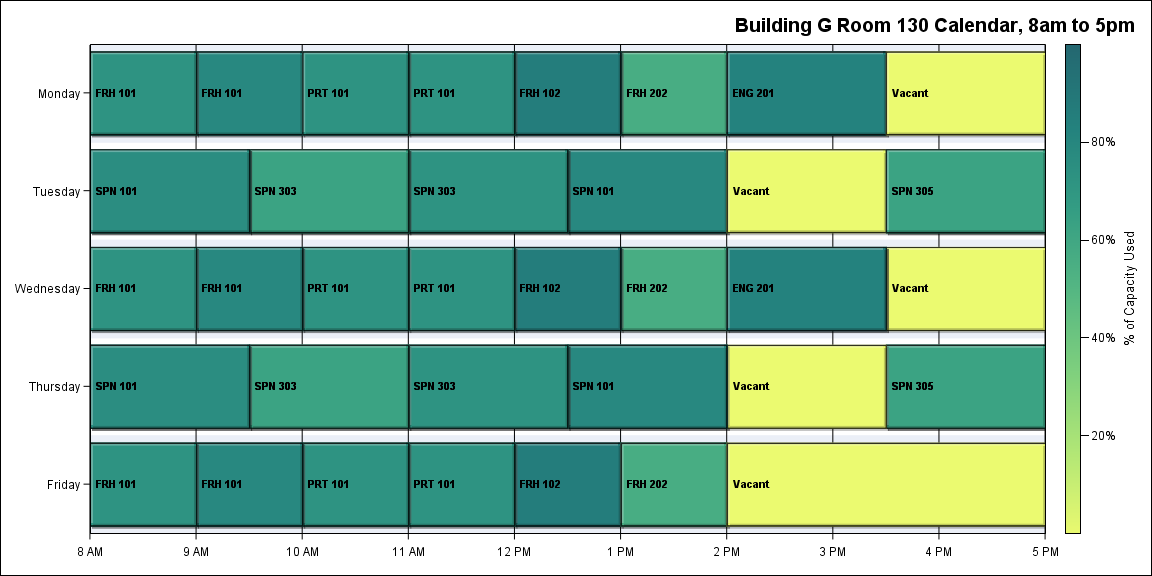 Building G Room 130 Calendar, 8am to 5pm
Monday FRH 101 FRH 101 PRT 101 PRT 101 FRH 102 FRH 202 ENG 201 Vacant
Tuesday SPN 101 SPN 303 SPN 303 SPN 101 Vacant SPN 305
Wednesday FRH 101 FRH 101 PRT 101 PRT 101 FRH 102 FRH 202 ENG 201 Vacant
Thursday SPN 101 SPN 303 SPN 303 SPN 101 Vacant SPN 305
Friday FRH 101 FRH 101 PRT 101 PRT 101 FRH 102 FRH 202 Vacant
8 AM 9 AM 10 AM 11 AM 12 PM 1 PM 2 PM 3 PM 4 PM 5 PM
80%
60%
40%
20%
% of Capacity Used